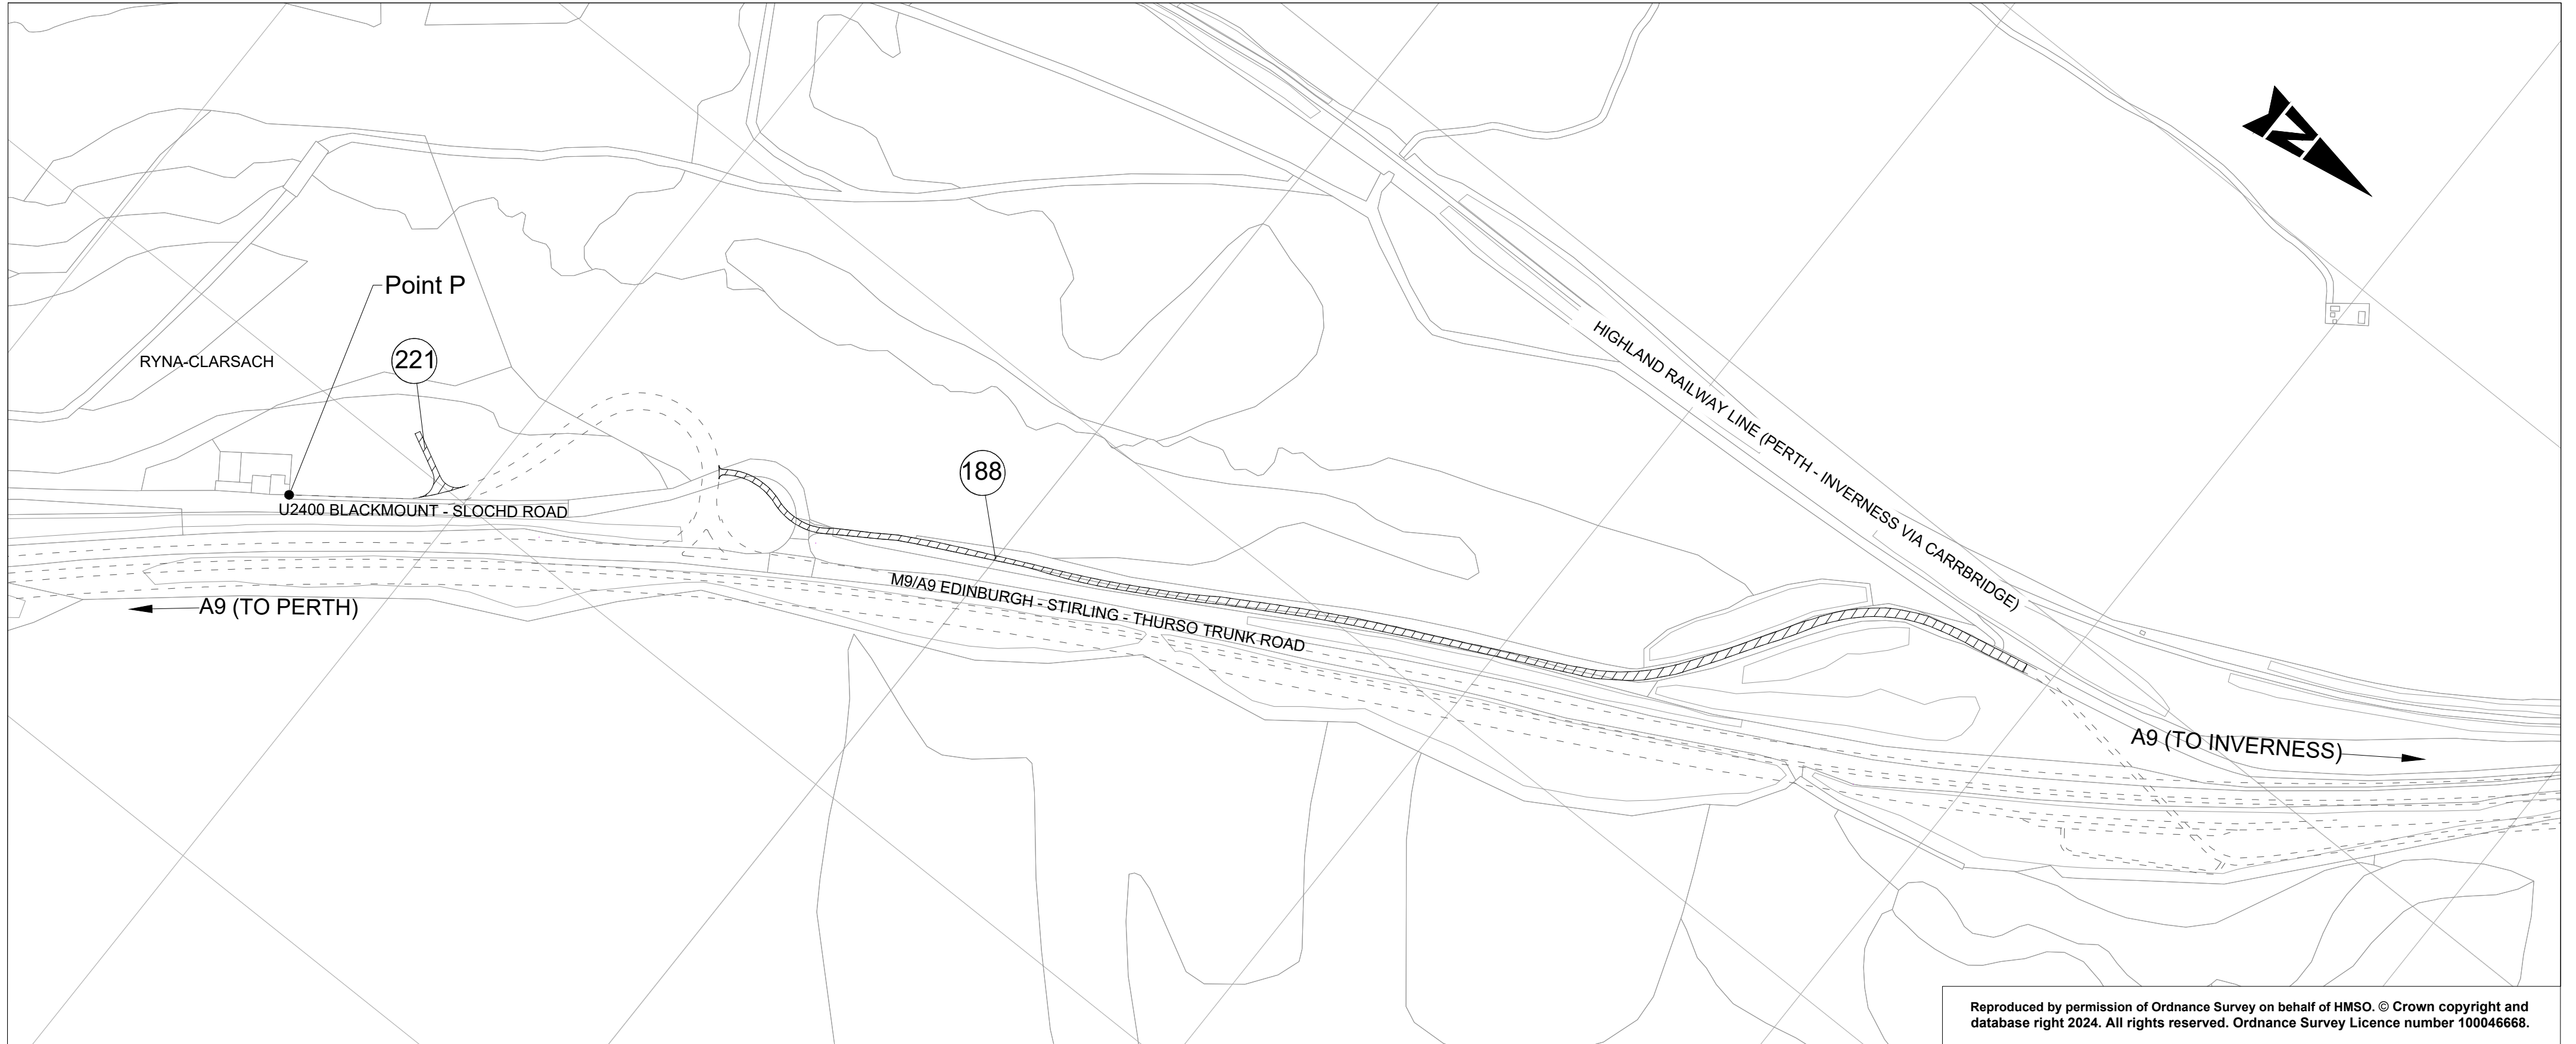 N
Point P
RYNA-CLARSACH
221
188
U2400 BLACKMOUNT - SLOCHD ROAD
A9 (TO PERTH)
M9/A9 EDINBURGH - STIRLING - THURSO TRUNK ROAD
HIGHLAND RAILWAY LINE (PERTH - INVERNESS VIA CARRBRIDGE)
A9 (TO INVERNESS)
Reproduced by permission of Ordnance Survey on behalf of HMSO. © Crown copyright and
database right 2024. All rights reserved. Ordnance Survey Licence number 100046668.